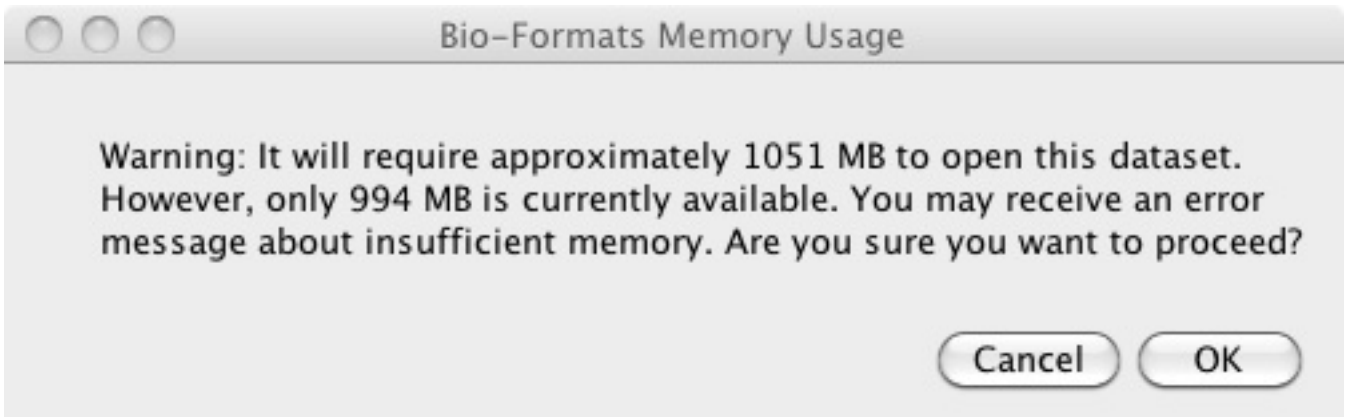 Bio-Formats Memory Usage
Warning: It will require approximately 1051 MB to open this dataset.
However, only 994 MB is currently available. You may receive an error
message about insufficient memory. Are you sure you want to proceed?
Cancel OK